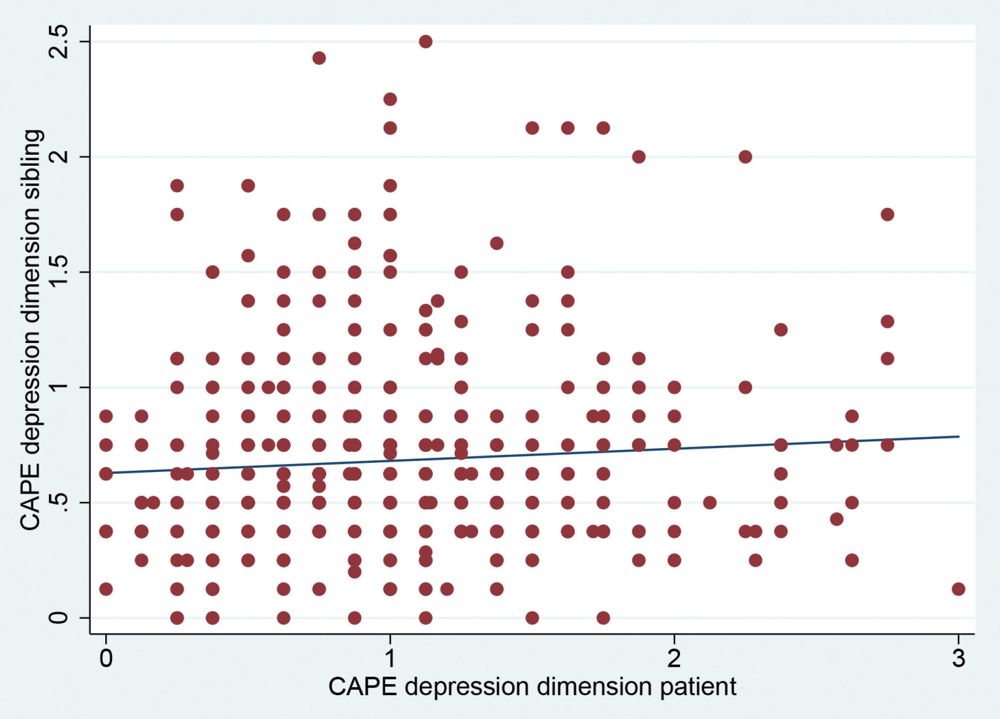 CAPE depression dimension sibling
2.5
2
1.5
1
.5
0
0 1 2 3
CAPE depression dimension patient